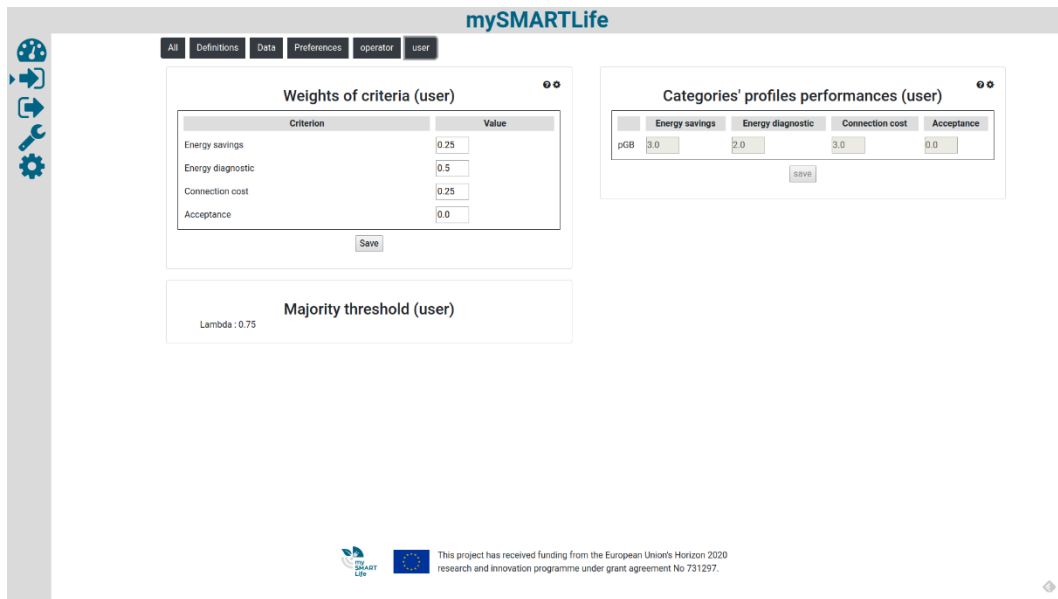 mySMARTLife
All Definitions Data Preferences operator user
Weights of criteria (user)
Criterion Value
Energy savings 0.25
Energy diagnostic 0.5
Connection cost 0.25
Acceptance 0.0
Save
Majority threshold (user)
Lambda : 0.75
Categories' profiles performances (user)
Energy savings Energy diagnostic Connection cost Acceptance
pGB 3.0 2.0 3.0 0.0
save
my
SMART
Life
This project has received funding from the European Union's Horizon 2020
research and innovation programme under grant agreement No 731297.